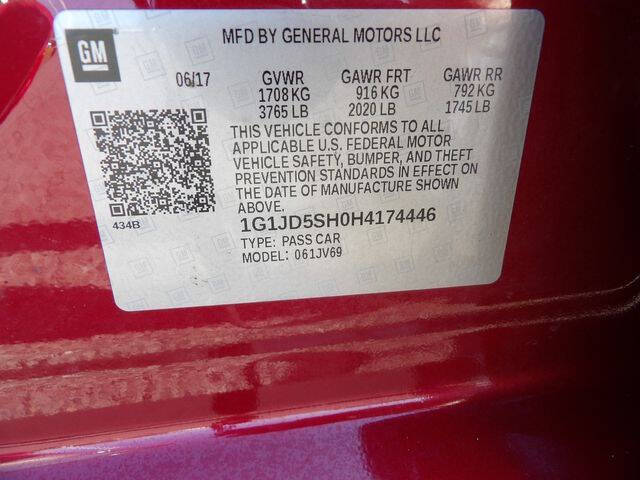 GM
MFD BY GENERAL MOTORS LLC
06/17 GVWR GAWR FRT GAWR RR
1708 KG 916 KG 792 KG
3765 LB 2020 LB 1745 LB
THIS VEHICLE CONFORMS TO ALL
APPLICABLE U.S. FEDERAL MOTOR
VEHICLE SAFETY, BUMPER, AND THEFT
PREVENTION STANDARDS IN EFFECT ON
THE DATE OF MANUFACTURE SHOWN
ABOVE.
434B
1G1JD5SH0H4174446
TYPE: PASS CAR
MODEL: 061JV69